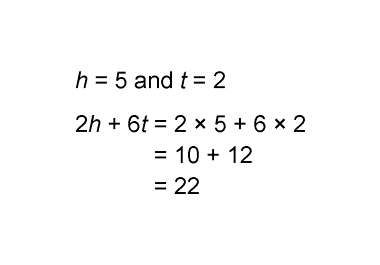 h = 5 and t = 2
2h + 6t = 2 × 5 + 6 × 2
= 10 + 12
= 22